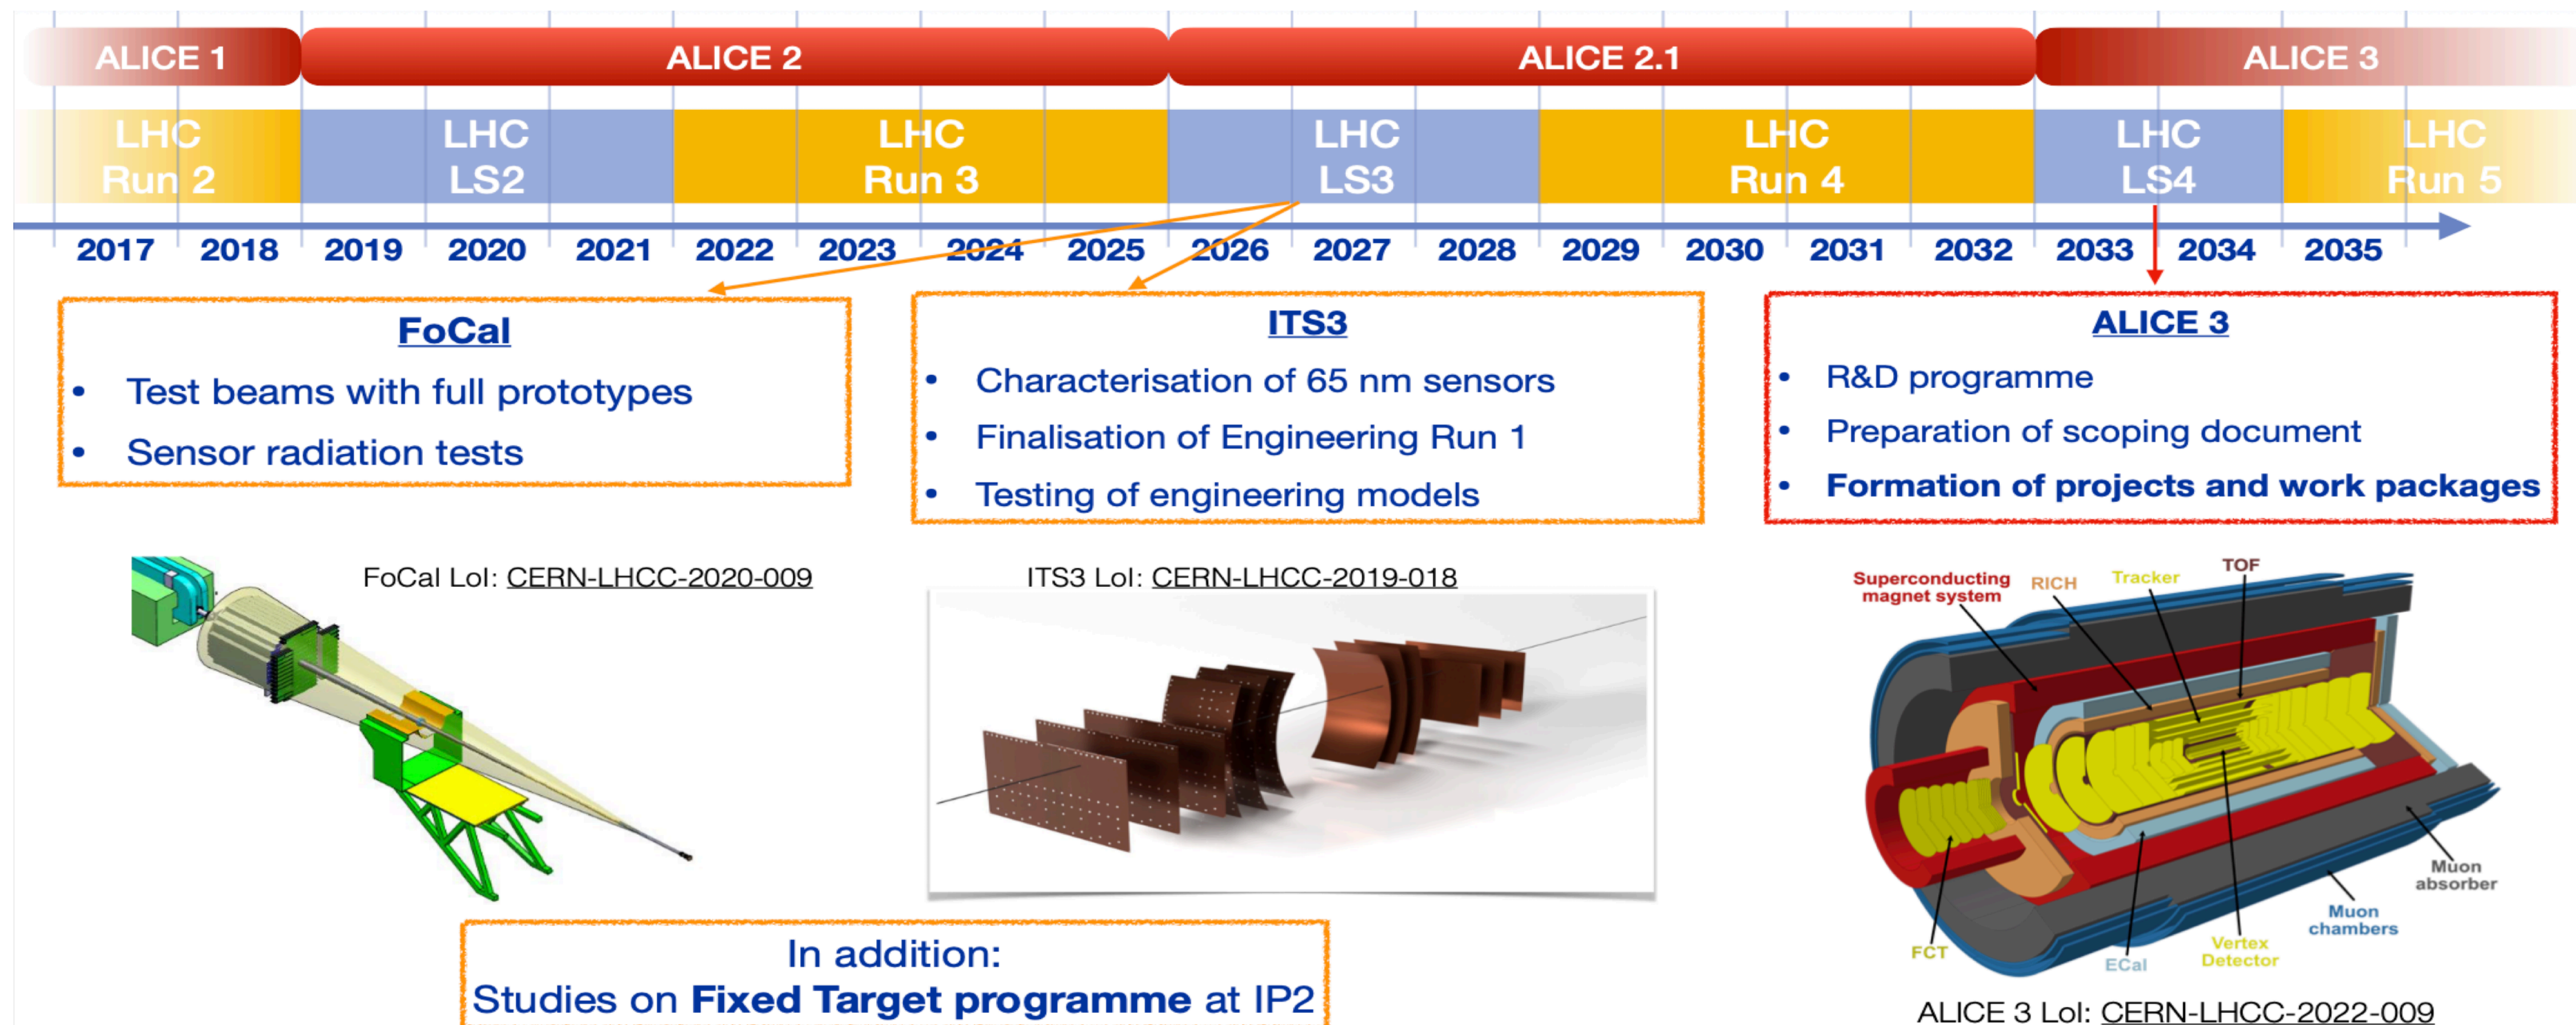 ALICE 1 ALICE 2 ALICE 2.1 ALICE 3
LHC LHC LHC LHC LHC LHC LHC
Run 2 LS2 Run 3 LS3 Run 4 LS4 Run 5
2017 2018 2019 2020 2021 2022 2023 2024 2025 2026 2027 2028 2029 2030 2031 2032 2033 2034 2035
FoCal
• Test beams with full prototypes
• Sensor radiation tests
ITS3
• Characterisation of 65 nm sensors
• Finalisation of Engineering Run 1
• Testing of engineering models
ALICE 3
• R&D programme
• Preparation of scoping document
• Formation of projects and work packages
FoCal LoI: CERN-LHCC-2020-009
ITS3 LoI: CERN-LHCC-2019-018
Superconducting
magnet system
RICH
Tracker
TOF
FCT
ECal
Vertex
Detector
Muon
chambers
Muon
absorber
In addition:
Studies on Fixed Target programme at IP2
ALICE 3 LoI: CERN-LHCC-2022-009